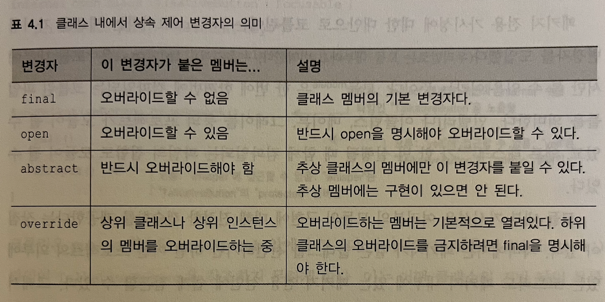 표 4.1 클래스 내에서 상속 제어 변경자의 의미
변경자 이 변경자가 붙은 멤버는... 설명
final 오버라이드할 수 없음 클래스 멤버의 기본 변경자다.
open 오버라이드할 수 있음 반드시 open을 명시해야 오버라이드할 수 있다.
abstract 반드시 오버라이드해야 함 추상 클래스의 멤버에만 이 변경자를 붙일 수 있다.
추상 멤버에는 구현이 있으면 안 된다.
override 상위 클래스나 상위 인스턴스 오버라이드하는 멤버는 기본적으로 열려있다. 하위
의 멤버를 오버라이드하는 중 클래스의 오버라이드를 금지하려면 final을 명시해
야 한다.